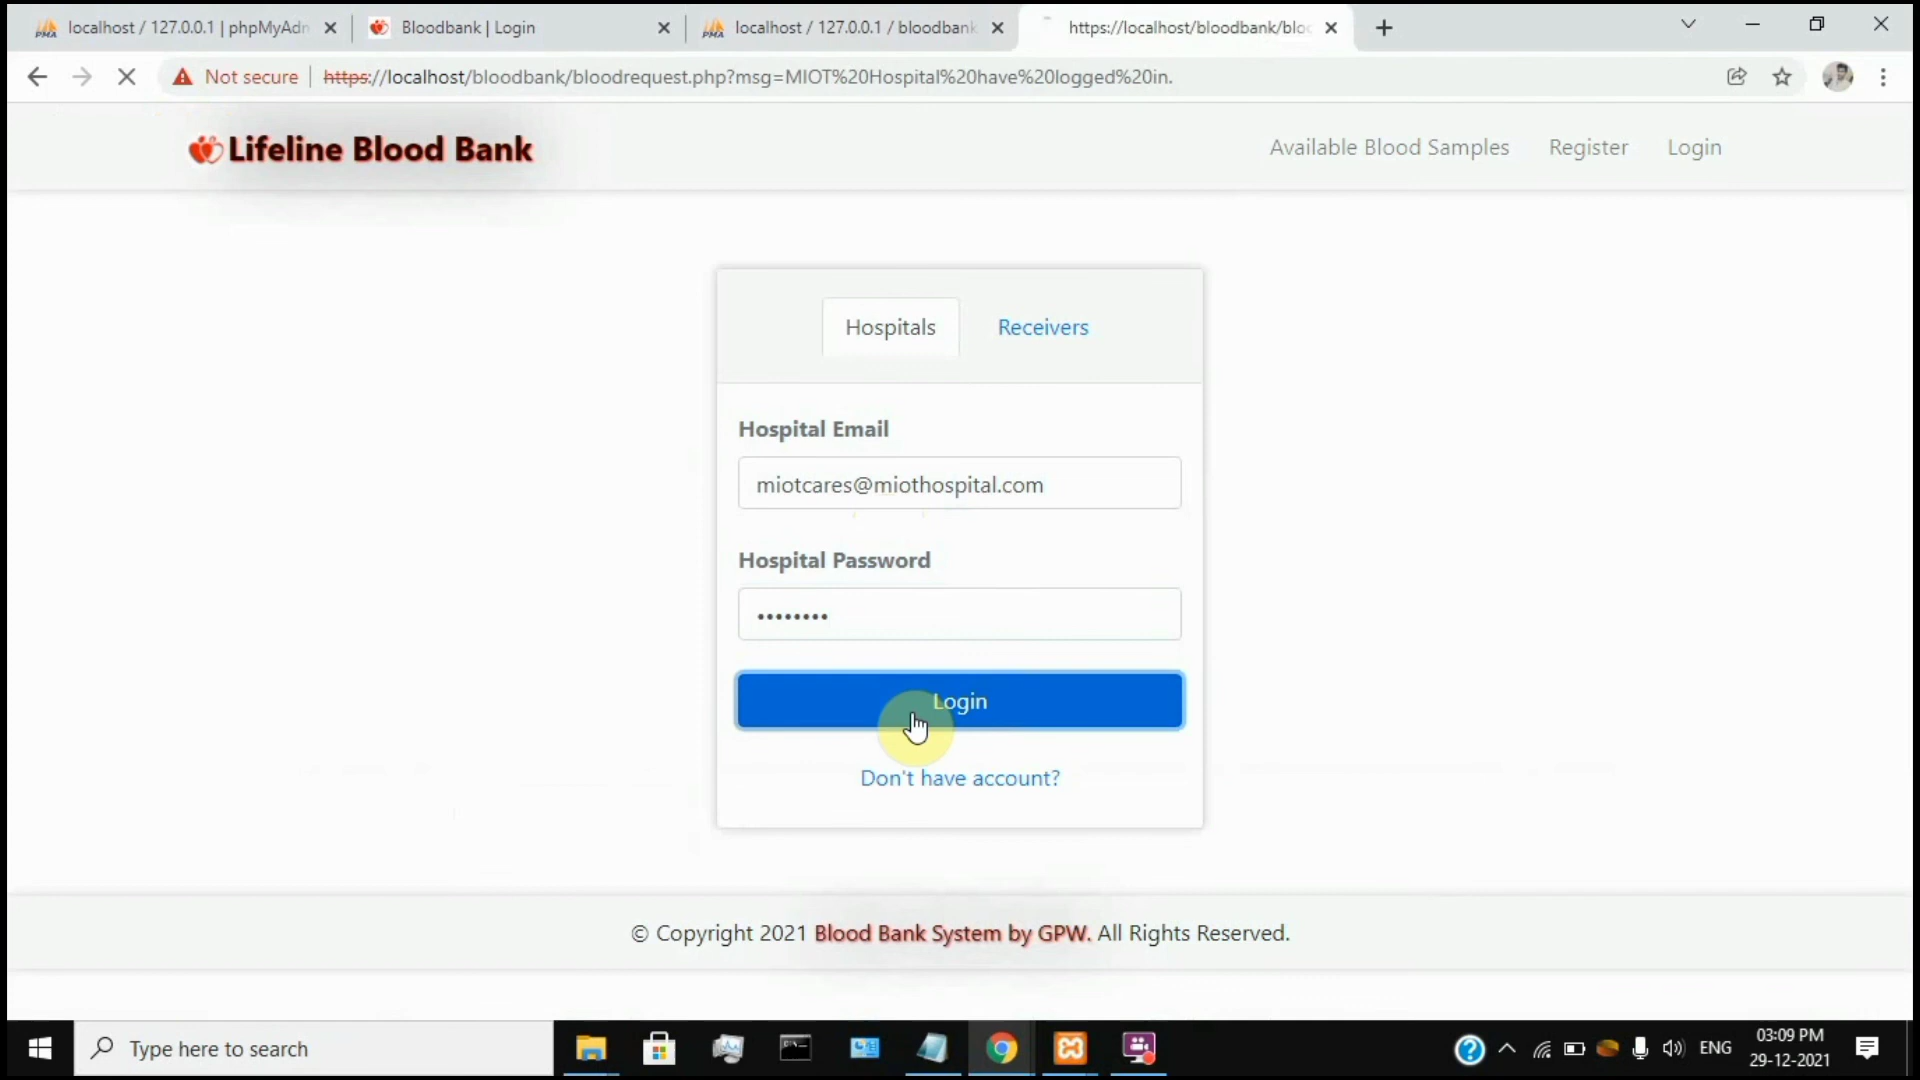 localhost / 127.0.0.1 | phpMyAdn
Bloodbank | Login
localhost / 127.0.0.1 / bloodbank
https://localhost/bloodbank/bloc
Not secure | https://localhost/bloodbank/bloodrequest.php?msg=MIOT%20Hospital%20have%20logged%20in.
Lifeline Blood Bank
Available Blood Samples
Register
Login
Hospitals
Receivers
Hospital Email
miotcares@miothospital.com
Hospital Password
Login
Don't have account?
© Copyright 2021 Blood Bank System by GPW. All Rights Reserved.
Type here to search
ENG
03:09 PM
29-12-2021